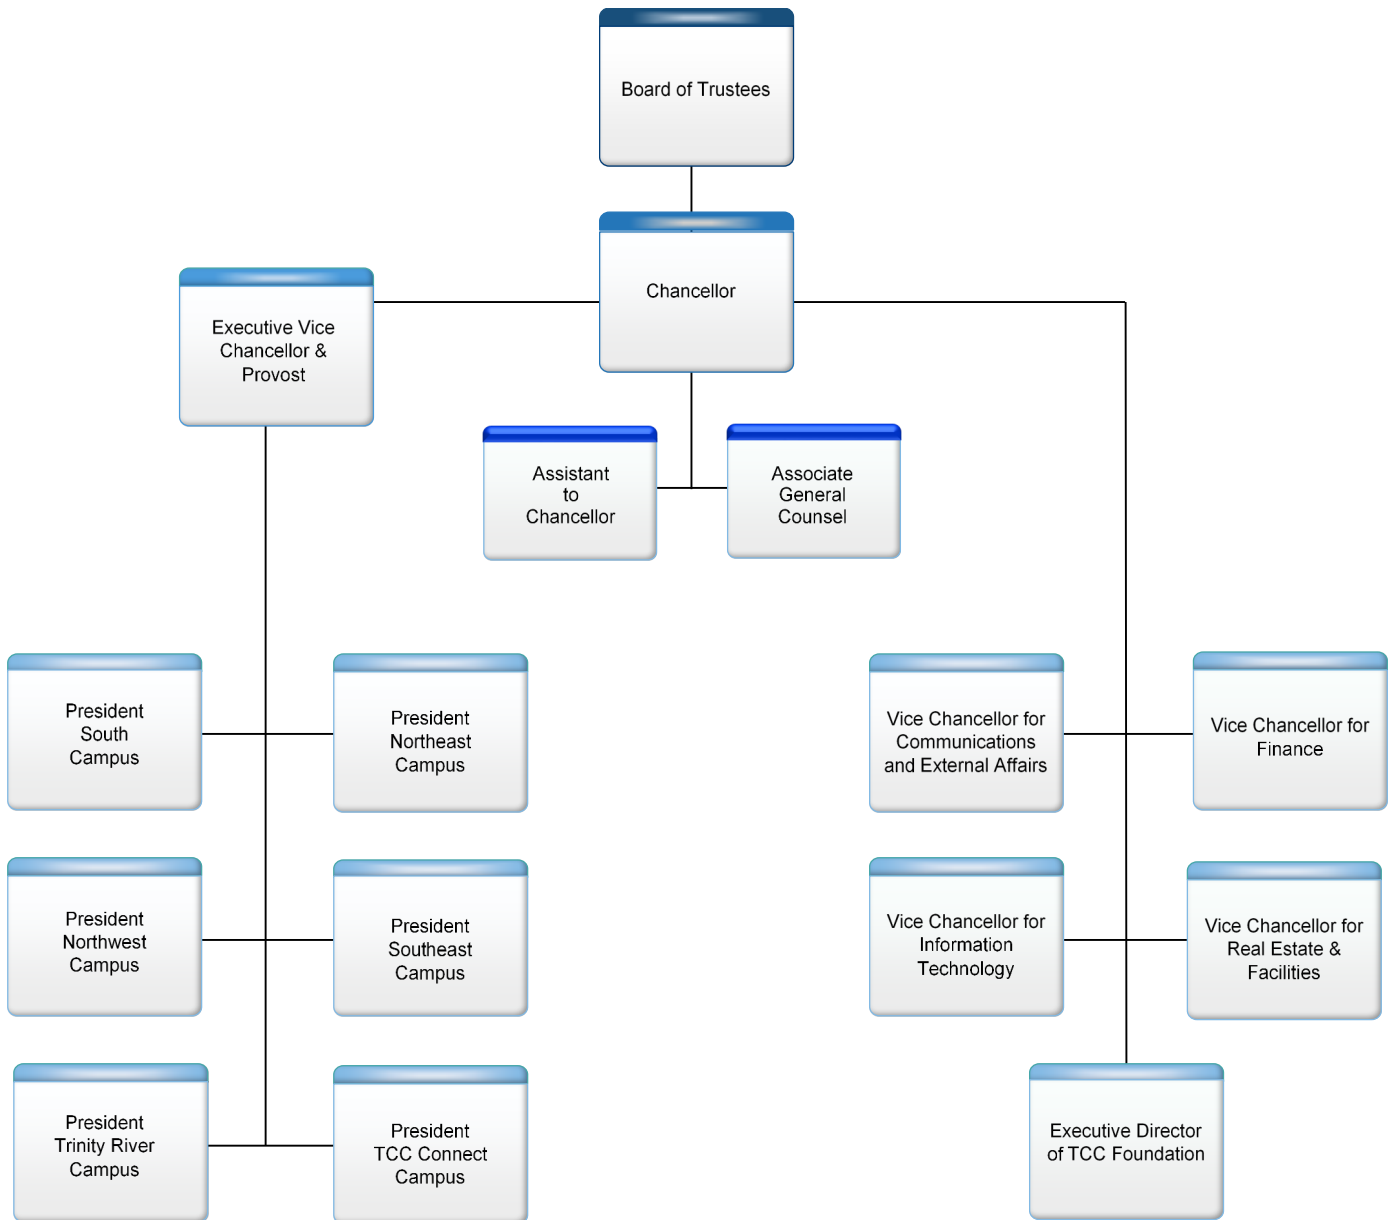 Board of Trustees
Chancellor
Executive Vice
Chancellor &
Provost
Assistant
to
Chancellor
Associate
General
Counsel
President
South
Campus
President
Northeast
Campus
Vice Chancellor for
Communications
and External Affairs
Vice Chancellor for
Finance
President
Northwest
Campus
President
Southeast
Campus
Vice Chancellor for
Information
Technology
Vice Chancellor for
Real Estate &
Facilities
President
Trinity River
Campus
President
TCC Connect
Campus
Executive Director
of TCC Foundation